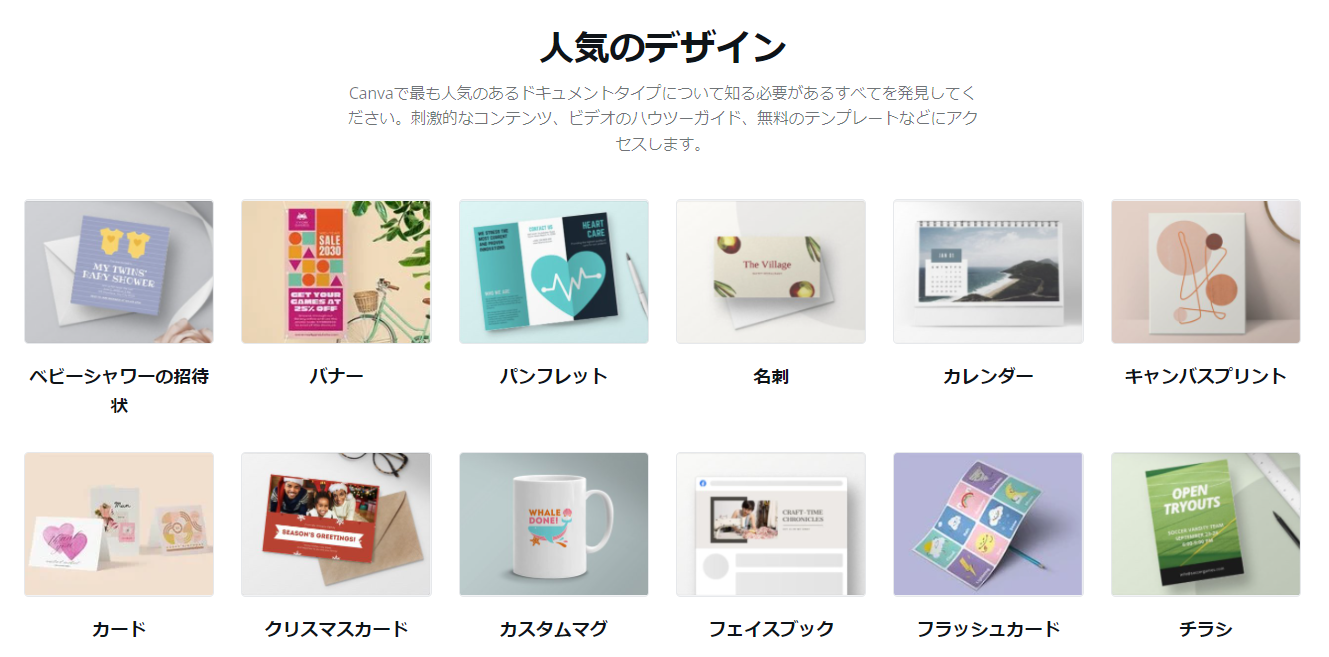 人気のデザイン
Canvaで最も人気のあるドキュメントタイプについて知る必要があるすべてを発見してく
ださい。刺激的なコンテンツ、ビデオのハウツーガイド、無料のテンプレートなどにアク
セスします。
MY TWINS'
BABY SHOWER
SALE
2030
GET YOUR
GAMES AT
25% OFF
WE STRIVE THE
CONTACT US
HEART
CARE
The Village
JAN 01
ベビーシャワーの招待
状
バナー
パンフレット
名刺
カレンダー
キャンバスプリント
Mum
SEASON'S GREETINGS!
WHALE
DONE!
CRAFT-TIME
CHRONICLES
OPEN
TRYOUTS
SOCCER VARSITY TEAM
カード
クリスマスカード
カスタムマグ
フェイスブック
フラッシュカード
チラシ